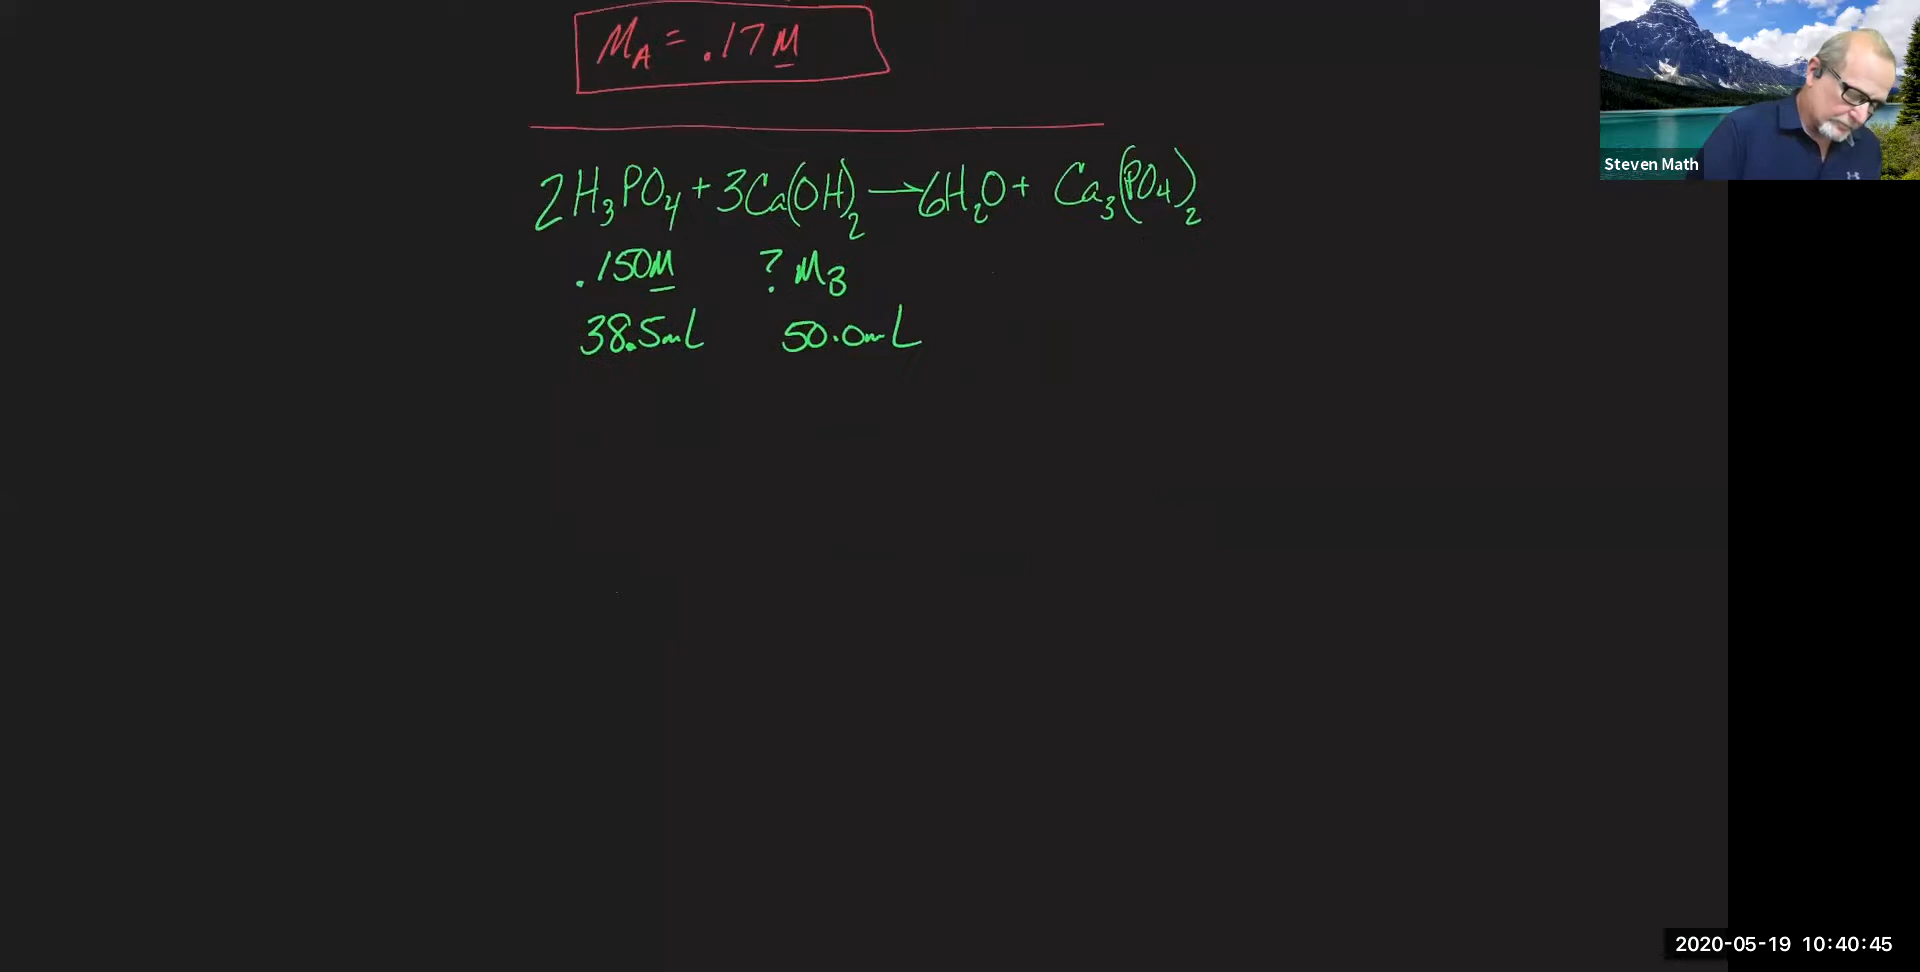 M_A = .17 M
Steven Math
2H₃PO₄ + 3Ca(OH)₂ → 6H₂O + Ca₃(PO₄)₂
.150 M ? M_B
38.5mL 50.0mL
2020-05-19 10:40:45